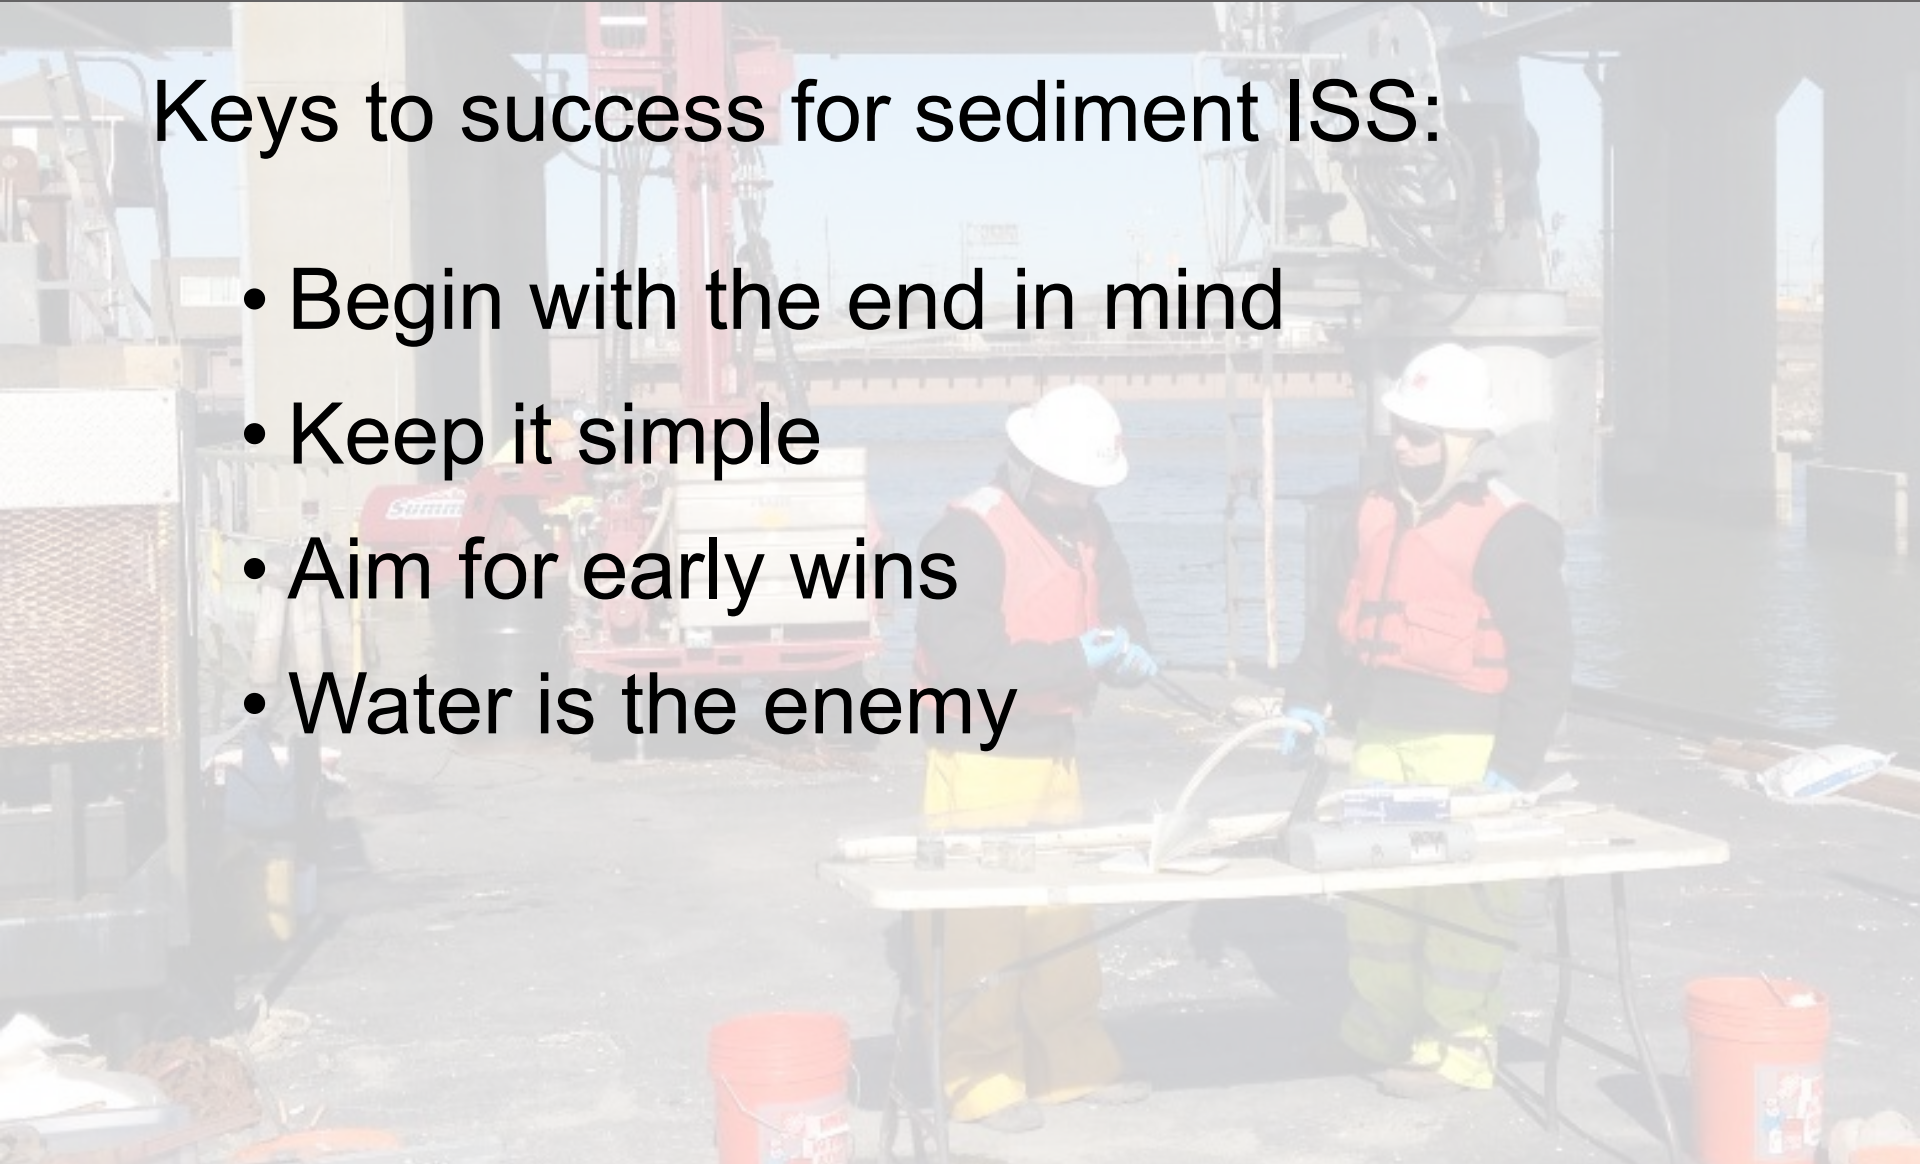 Keys to success for sediment ISS:
• Begin with the end in mind
• Keep it simple
• Aim for early wins
• Water is the enemy